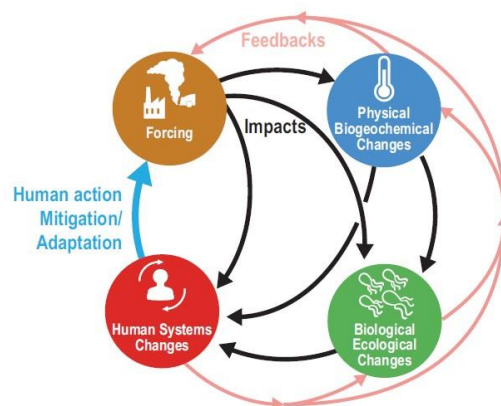 Feedbacks
Forcing
Impacts
Physical
Biogeochemical
Changes
Human action
Mitigation/
Adaptation
Human Systems
Changes
Biological
Ecological
Changes